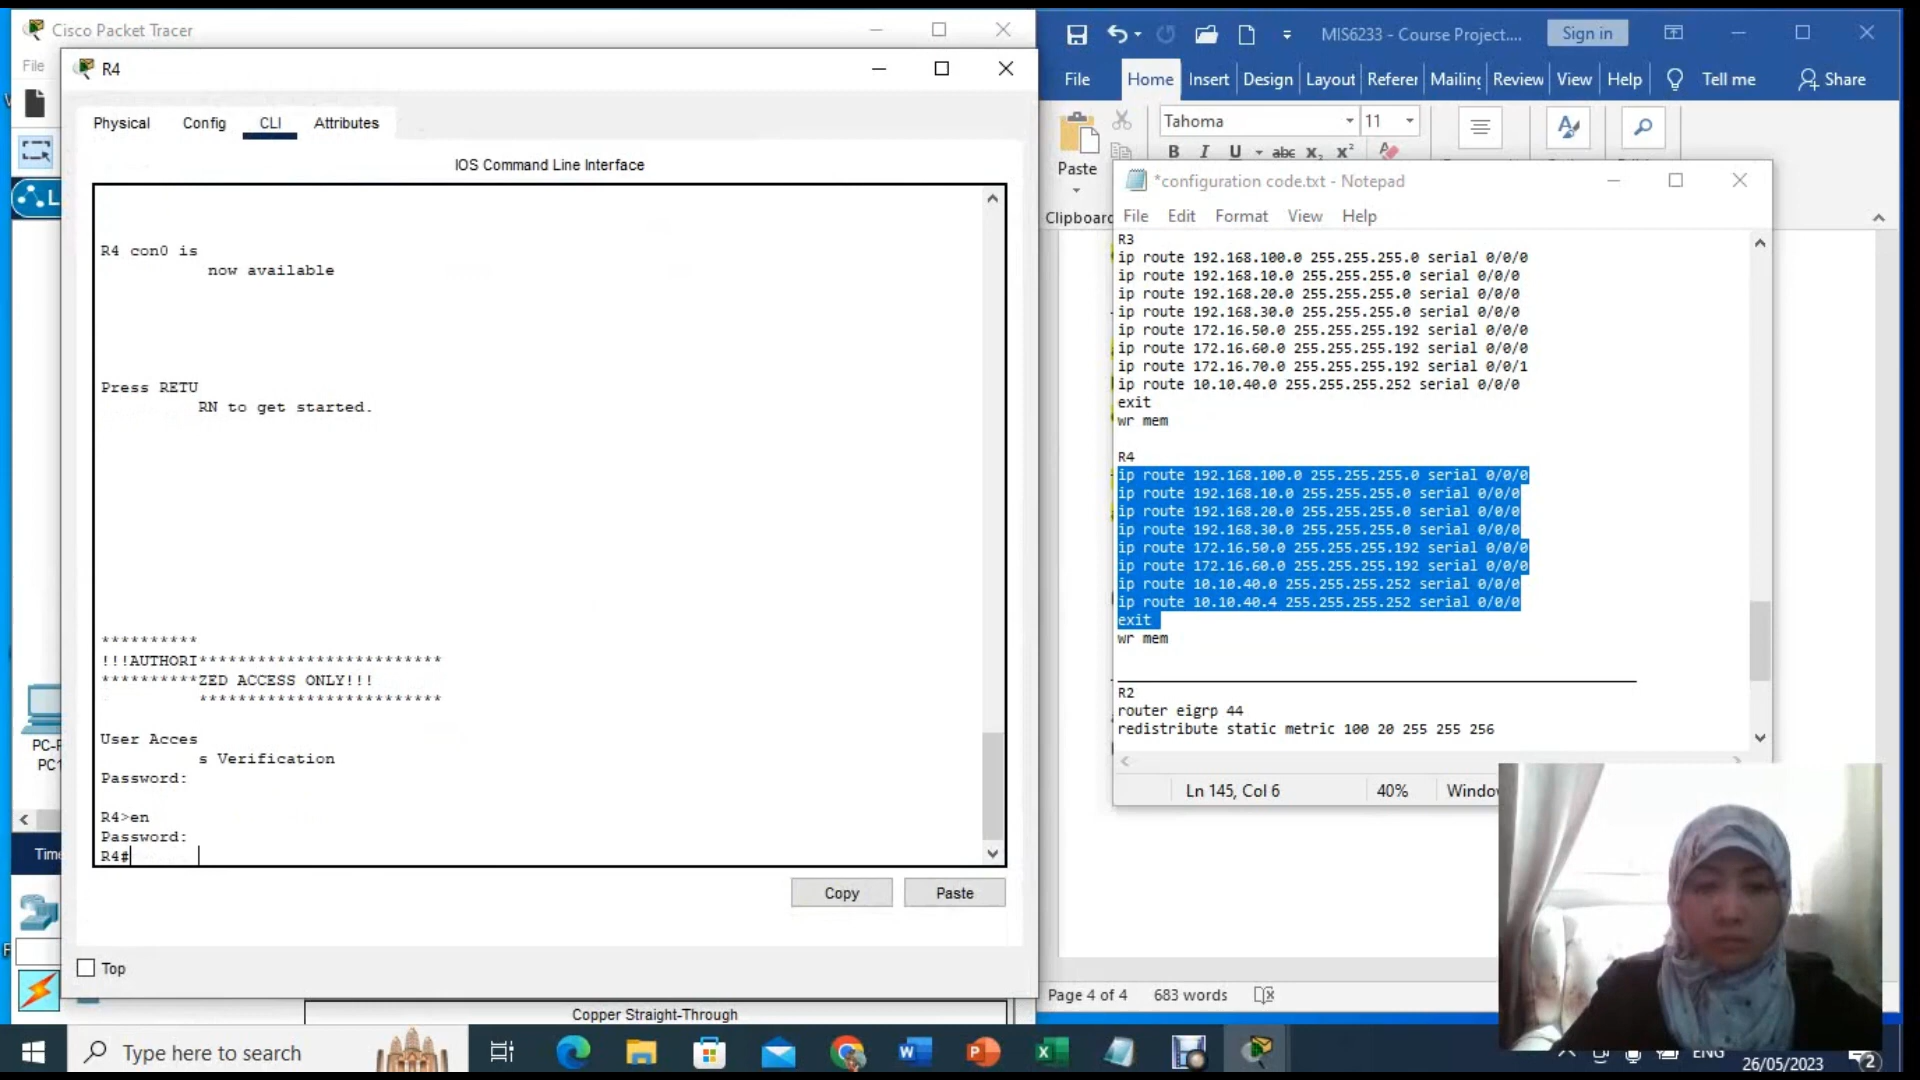 Cisco Packet Tracer
File
R4
Physical Config CLI Attributes
IOS Command Line Interface
R4 con0 is
now available
Press RETU
RN to get started.
**********
!!!AUTHORI*************************
**********ZED ACCESS ONLY!!!
*************************
User Acces
s Verification
Password:
R4>en
Password:
R4#
Copy Paste
Top
Copper Straight-Through
L
PC1
Time
MIS6233 - Course Project.... Sign in
File Home Insert Design Layout Referer Mailing Review View Help Tell me Share
Paste
Tahoma 11
B I U abc x₂ x²
Clipboard
*configuration code.txt - Notepad
File Edit Format View Help
R3
ip route 192.168.100.0 255.255.255.0 serial 0/0/0
ip route 192.168.10.0 255.255.255.0 serial 0/0/0
ip route 192.168.20.0 255.255.255.0 serial 0/0/0
ip route 192.168.30.0 255.255.255.0 serial 0/0/0
ip route 172.16.50.0 255.255.255.192 serial 0/0/0
ip route 172.16.60.0 255.255.255.192 serial 0/0/0
ip route 172.16.70.0 255.255.255.192 serial 0/0/1
ip route 10.10.40.0 255.255.255.252 serial 0/0/0
exit
wr mem
R4
ip route 192.168.100.0 255.255.255.0 serial 0/0/0
ip route 192.168.10.0 255.255.255.0 serial 0/0/0
ip route 192.168.20.0 255.255.255.0 serial 0/0/0
ip route 192.168.30.0 255.255.255.0 serial 0/0/0
ip route 172.16.50.0 255.255.255.192 serial 0/0/0
ip route 172.16.60.0 255.255.255.192 serial 0/0/0
ip route 10.10.40.0 255.255.255.252 serial 0/0/0
ip route 10.10.40.4 255.255.255.252 serial 0/0/0
exit
wr mem
R2
router eigrp 44
redistribute static metric 100 20 255 255 256
Ln 145, Col 6 40% Windo
Page 4 of 4 683 words
Type here to search
ENG
26/05/2023
2